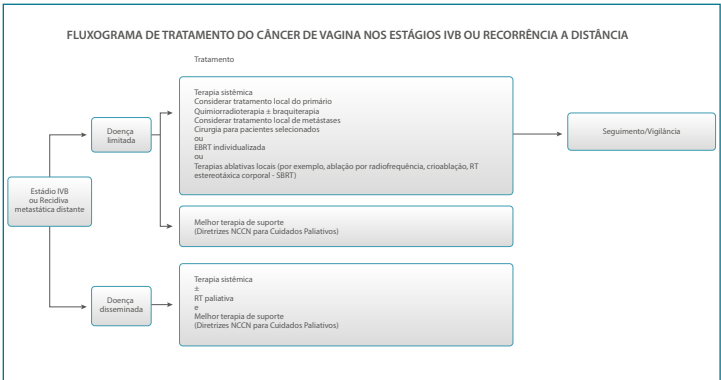 FLUXOGRAMA DE TRATAMENTO DO CÂNCER DE VAGINA NOS ESTÁGIOS IVB OU RECORRÊNCIA A DISTÂNCIA
Tratamento
Estádio IVB
ou Recidiva
metastática distante
Doença
limitada
Terapia sistêmica
Considerar tratamento local do primário
Quimiorradioterapia ± braquiterapia
Considerar tratamento local de metástases
Cirurgia para pacientes selecionados
ou
EBRT individualizada
ou
Terapias ablativas locais (por exemplo, ablação por radiofrequência, crioablação, RT
estereotáxica corporal - SBRT)
Seguimento/Vigilância
Melhor terapia de suporte
(Diretrizes NCCN para Cuidados Paliativos)
Doença
disseminada
Terapia sistêmica
±
RT paliativa
e
Melhor terapia de suporte
(Diretrizes NCCN para Cuidados Paliativos)